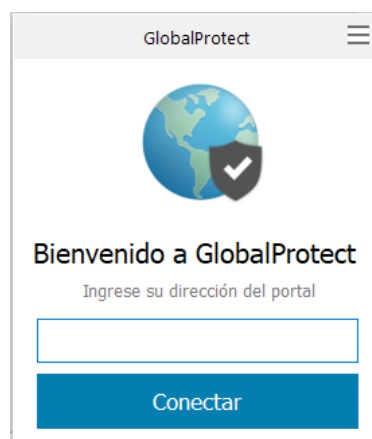 GlobalProtect
Bienvenido a GlobalProtect
Ingrese su dirección del portal
Conectar